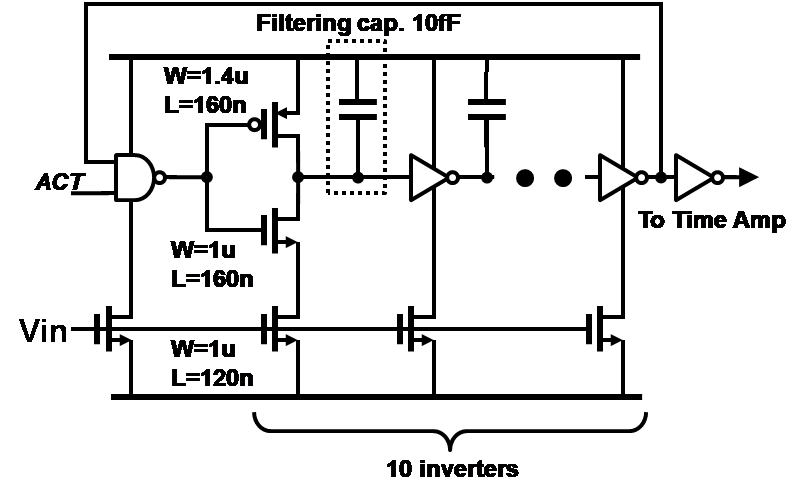 Filtering cap. 10fF
W=1.4u
L=160n
ACT
To Time Amp
W=1u
L=160n
Vin
W=1u
L=120n
10 inverters